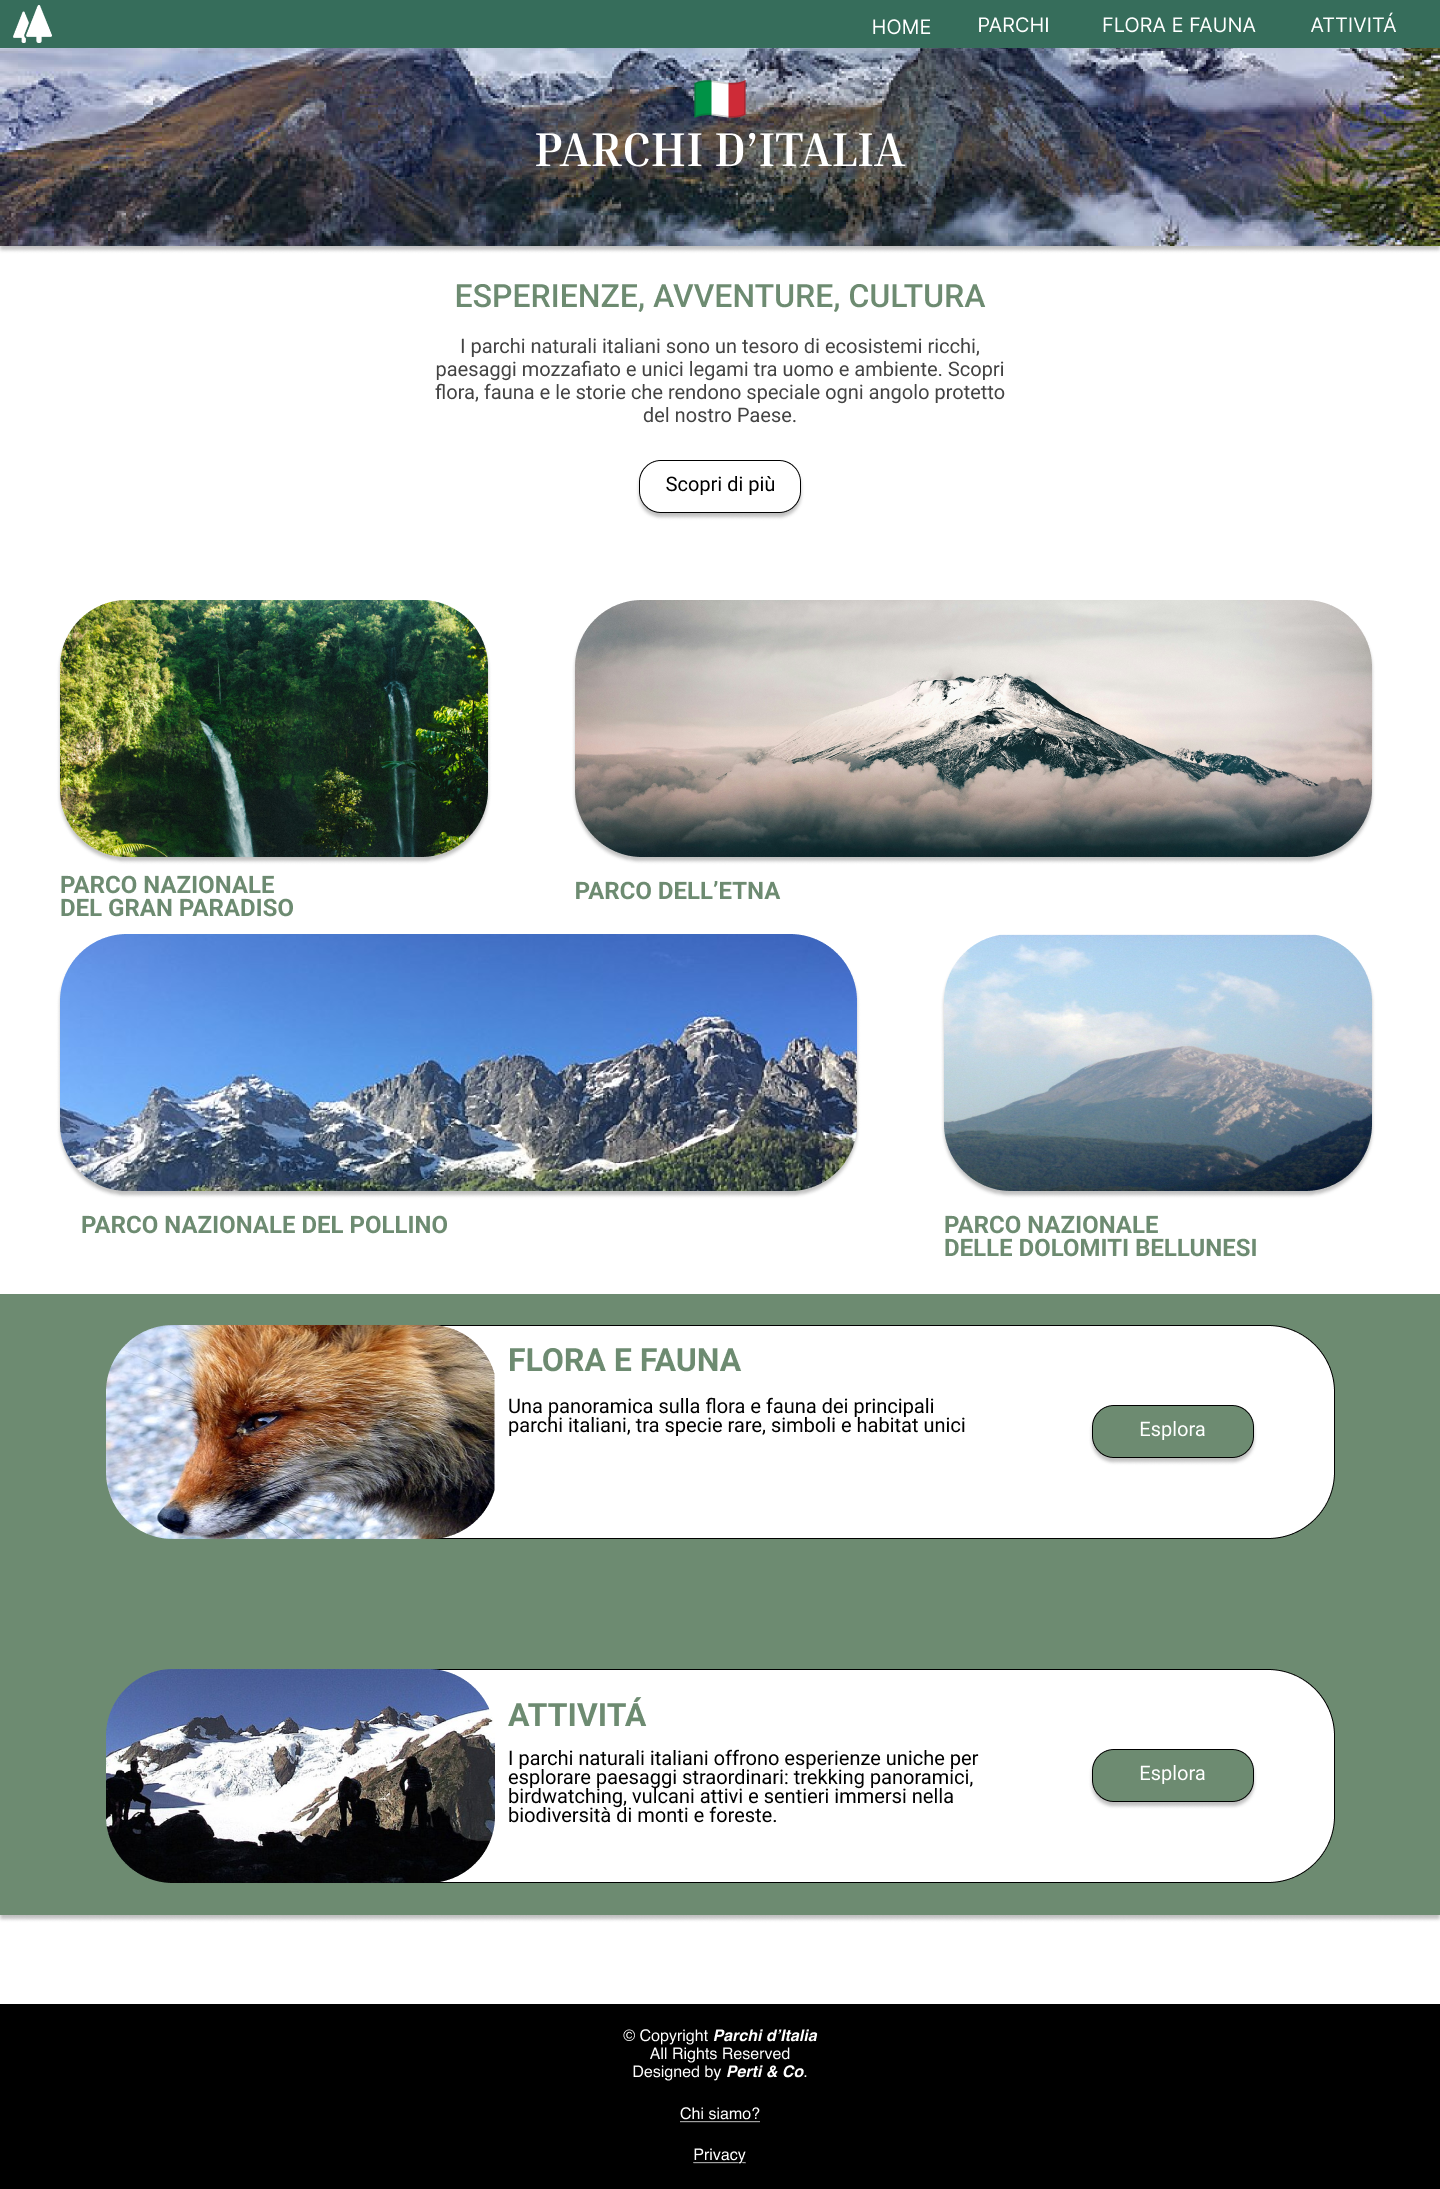 HOME PARCHI FLORA E FAUNA ATTIVITÁ
PARCHI D’ITALIA
ESPERIENZE, AVVENTURE, CULTURA
I parchi naturali italiani sono un tesoro di ecosistemi ricchi,
paesaggi mozzafiato e unici legami tra uomo e ambiente. Scopri
flora, fauna e le storie che rendono speciale ogni angolo protetto
del nostro Paese.
Scopri di più
PARCO NAZIONALE
DEL GRAN PARADISO
PARCO DELL’ETNA
PARCO NAZIONALE DEL POLLINO
PARCO NAZIONALE
DELLE DOLOMITI BELLUNESI
FLORA E FAUNA
Una panoramica sulla flora e fauna dei principali
parchi italiani, tra specie rare, simboli e habitat unici
Esplora
ATTIVITÁ
I parchi naturali italiani offrono esperienze uniche per
esplorare paesaggi straordinari: trekking panoramici,
birdwatching, vulcani attivi e sentieri immersi nella
biodiversità di monti e foreste.
Esplora
© Copyright Parchi d’Italia
All Rights Reserved
Designed by Perti & Co.
Chi siamo?
Privacy